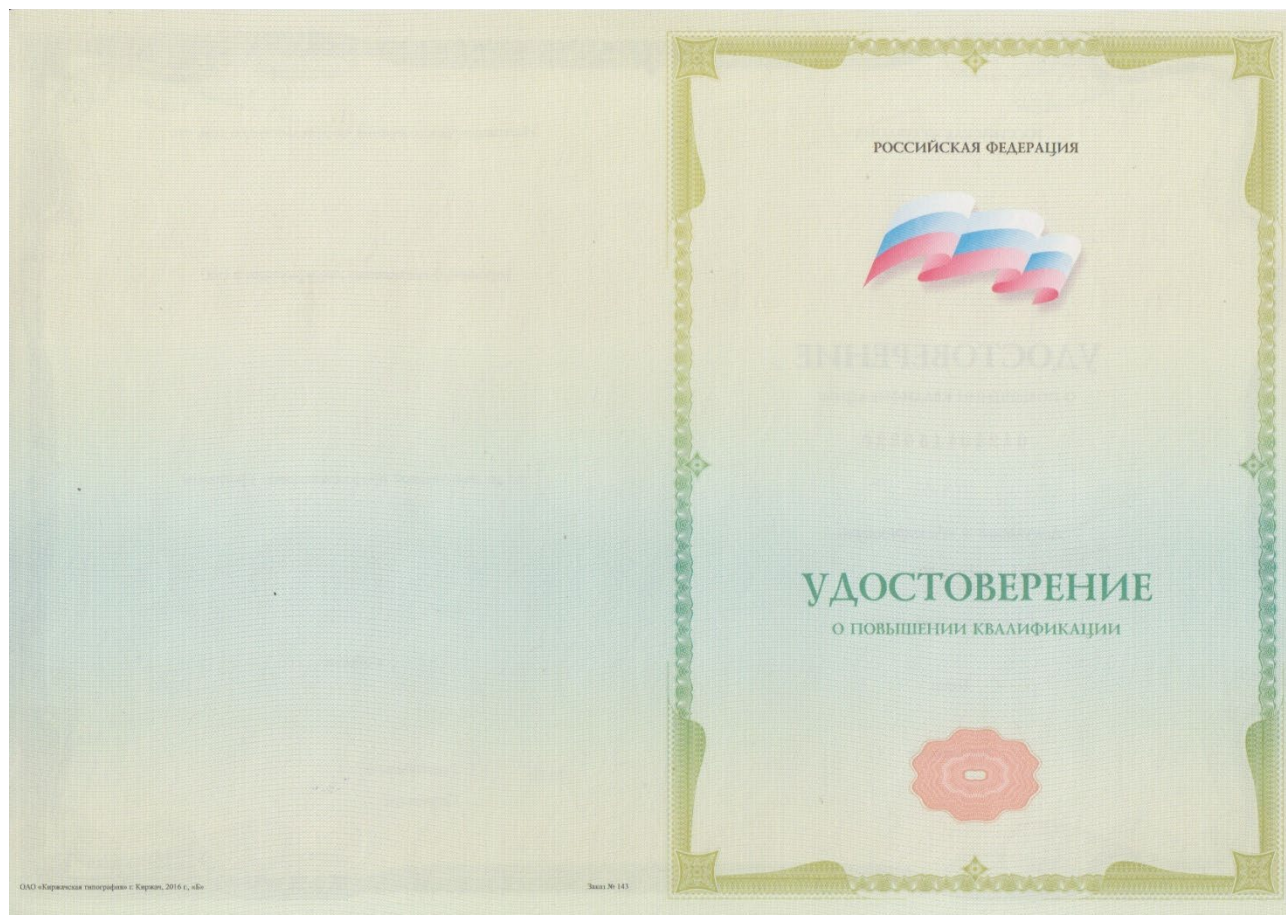 РОССИЙСКАЯ ФЕДЕРАЦИЯ
УДОСТОВЕРЕНИЕ
О ПОВЫШЕНИИ КВАЛИФИКАЦИИ
ОАО «Киржачская типография» г. Киржач, 2016 г., «Б»
Заказ № 143